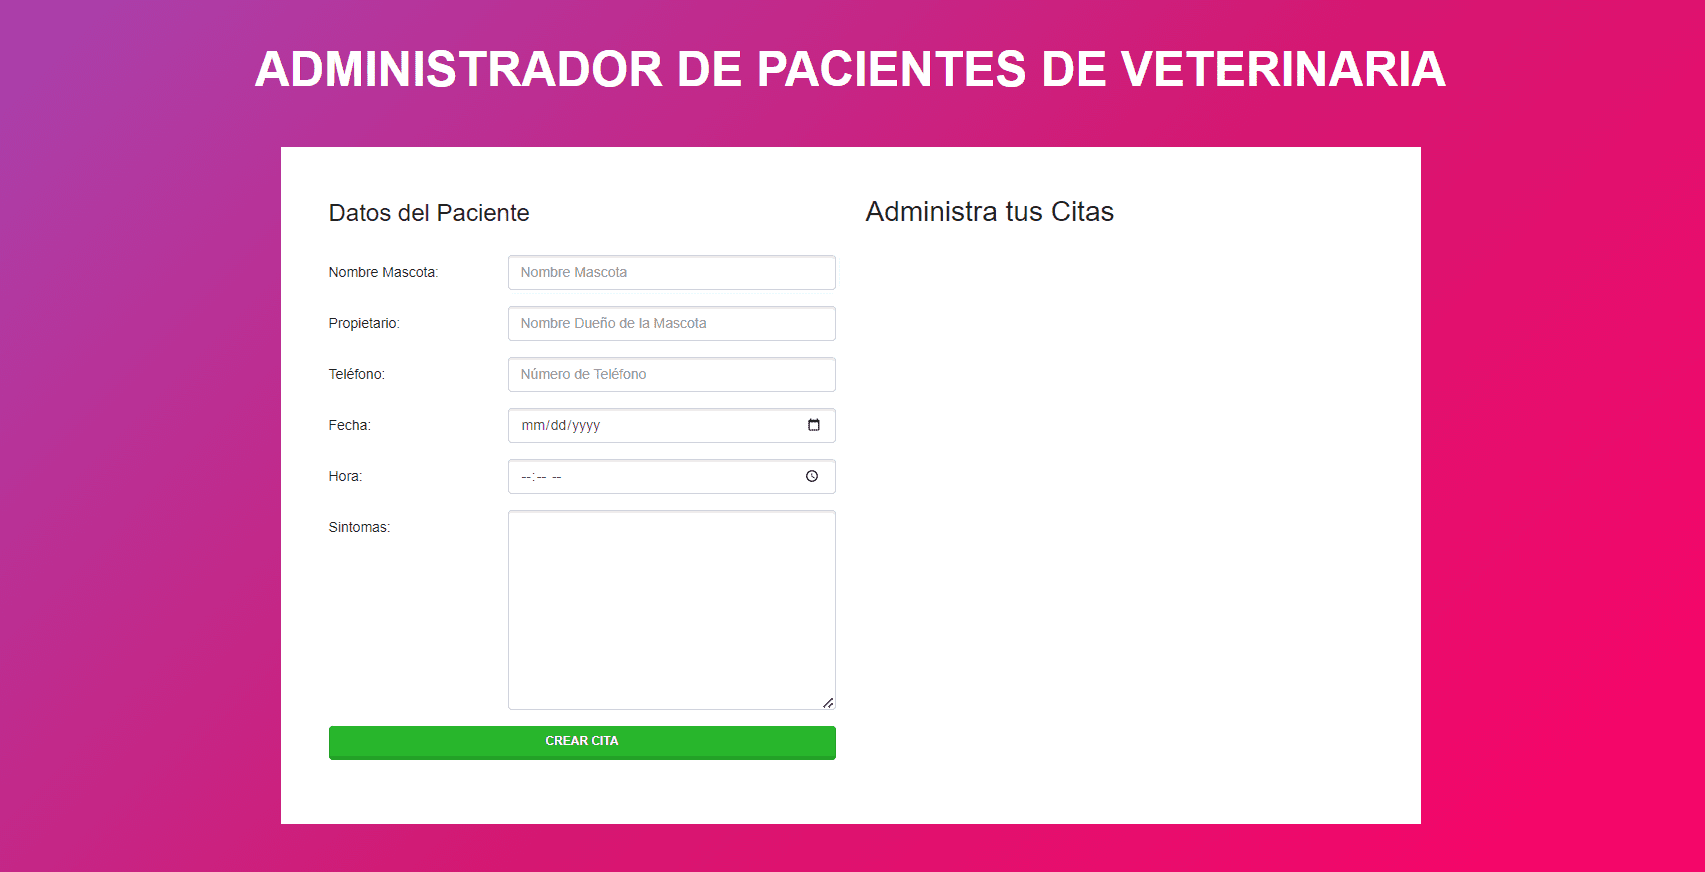 ADMINISTRADOR DE PACIENTES DE VETERINARIA
Datos del Paciente
Nombre Mascota:
Nombre Mascota
Propietario:
Nombre Dueño de la Mascota
Teléfono:
Número de Teléfono
Fecha:
mm/dd/yyyy
Hora:
--:-- --
Sintomas:
CREAR CITA
Administra tus Citas